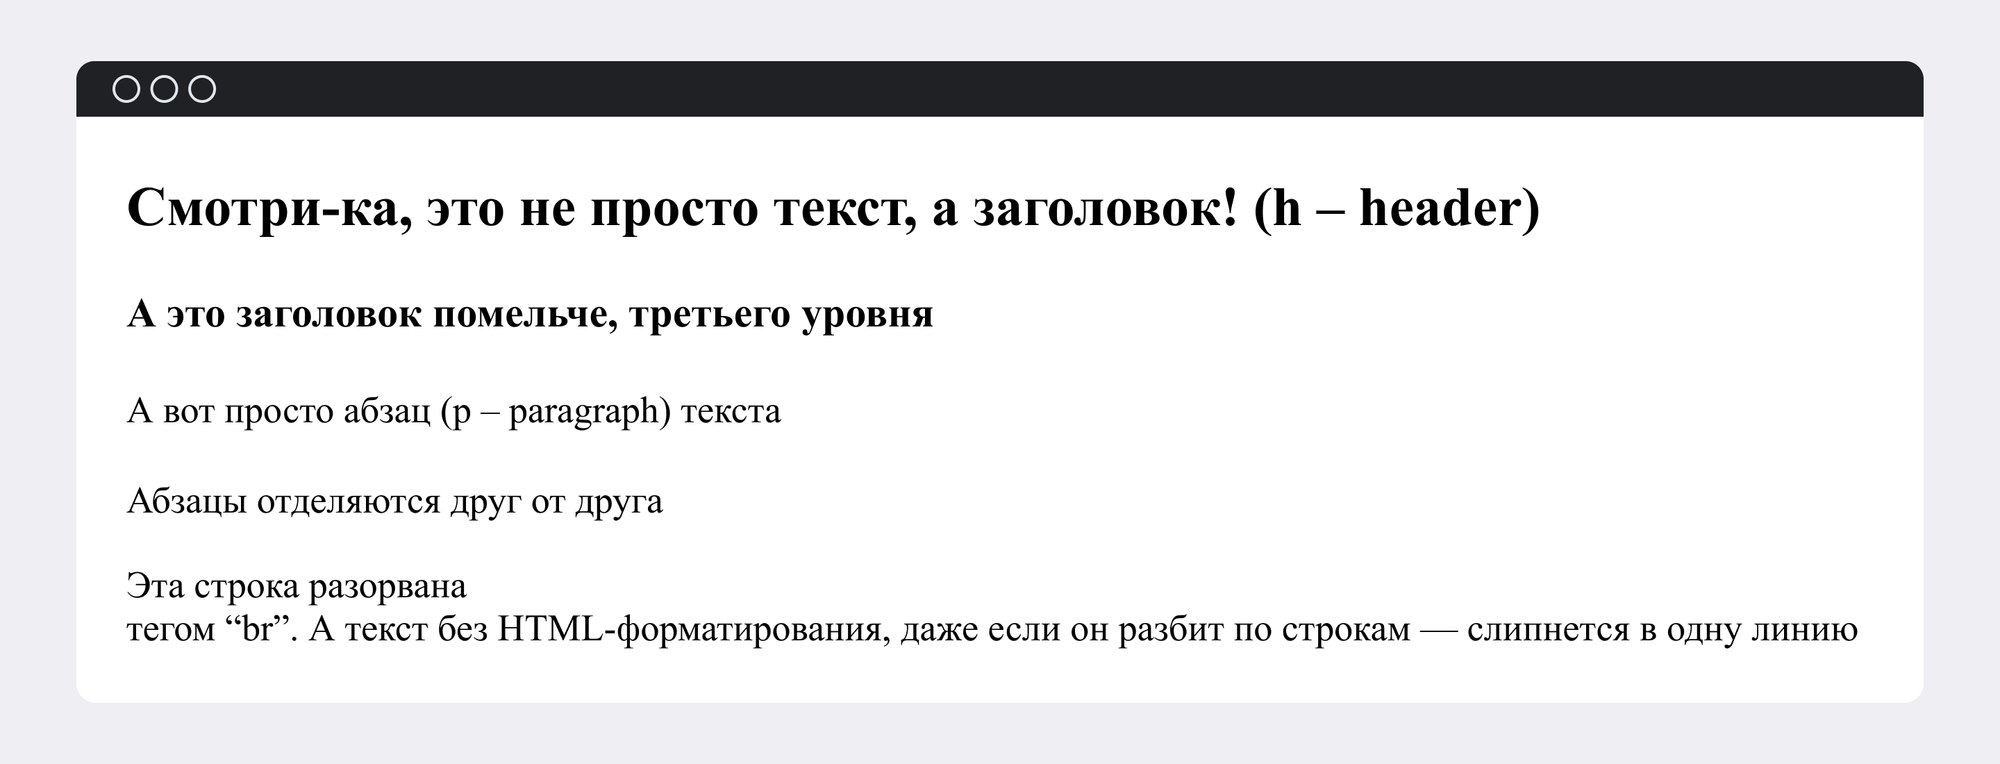 Смотри-ка, это не просто текст, а заголовок! (h – header)
А это заголовок помельче, третьего уровня
А вот просто абзац (p – paragraph) текста
Абзацы отделяются друг от друга
Эта строка разорвана
тегом “br”. А текст без HTML-форматирования, даже если он разбит по строкам — слипнется в одну линию